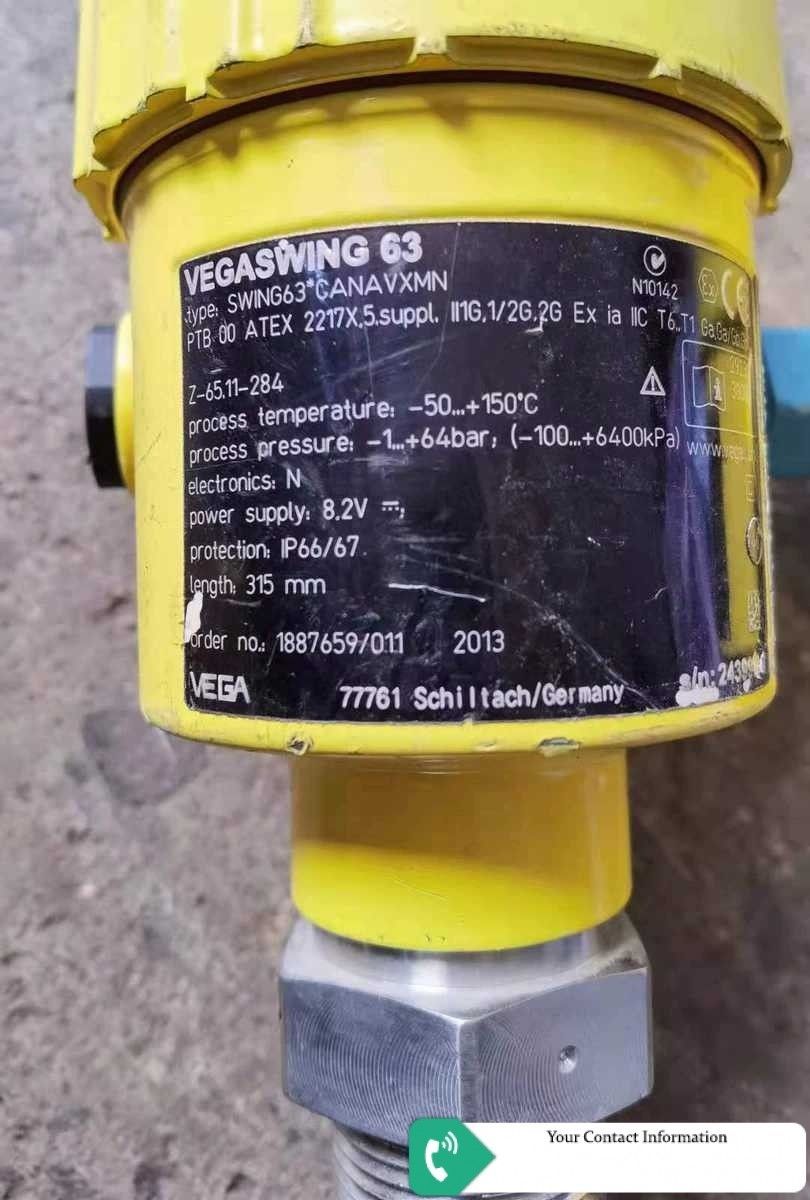 VEGASWING 63
type: SWING63*CANAVXMN
N10142
PTB 00 ATEX 2217X,5.suppl. II1G,1/2G,2G Ex ia IIC T6..T1 Ga,Ga/Gb
Z-65.11-284
process temperature: -50...+150°C
process pressure: -1...+64bar, (-100...+6400kPa)
electronics: N
power supply: 8.2V
protection: IP66/67
length: 315 mm
order no.: 1887659/011 2013
VEGA 77761 Schiltach/Germany s/n:
Your Contact Information